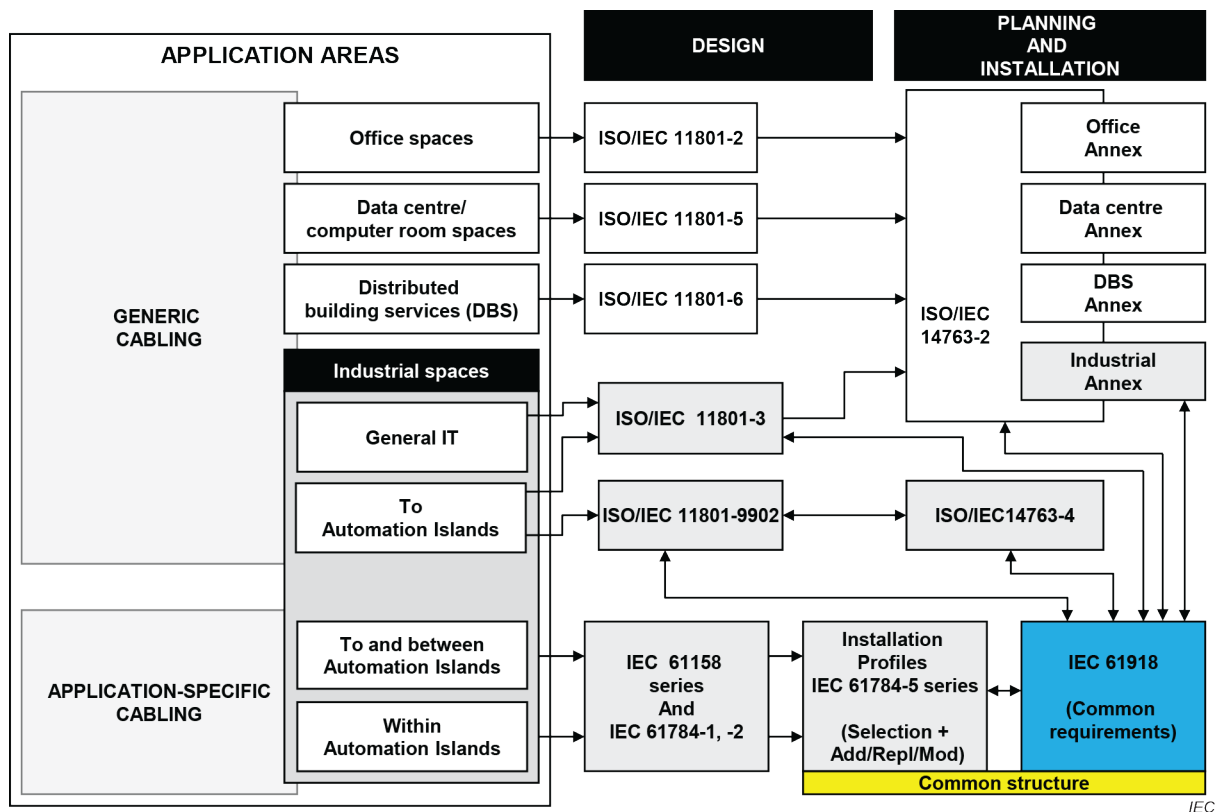 APPLICATION AREAS
DESIGN
PLANNING
AND
INSTALLATION
GENERIC
CABLING
Office spaces
ISO/IEC 11801-2
Office
Annex
Data centre/
computer room spaces
ISO/IEC 11801-5
Data centre
Annex
Distributed
building services (DBS)
ISO/IEC 11801-6
DBS
Annex
ISO/IEC
14763-2
Industrial spaces
Industrial
Annex
General IT
ISO/IEC 11801-3
To
Automation Islands
ISO/IEC 11801-9902
ISO/IEC14763-4
APPLICATION-SPECIFIC
CABLING
To and between
Automation Islands
Within
Automation Islands
IEC 61158
series
And
IEC 61784-1, -2
Installation
Profiles
IEC 61784-5 series
(Selection +
Add/Repl/Mod)
IEC 61918
(Common
requirements)
Common structure
IEC